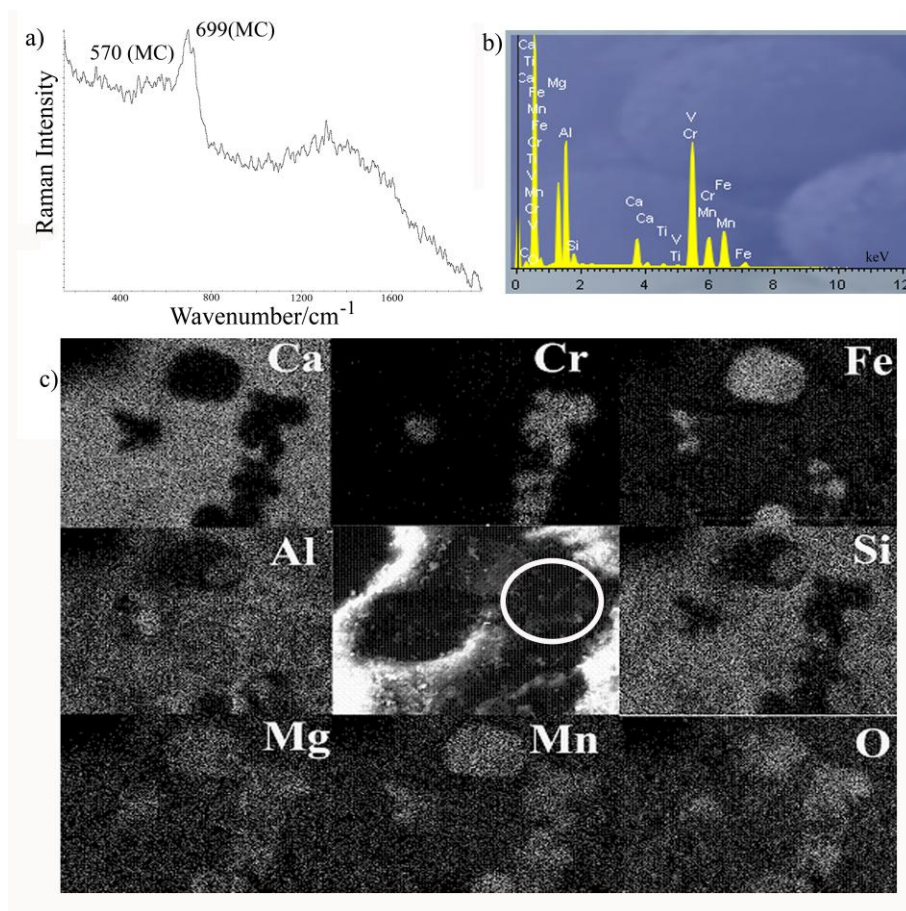 a)
570 (MC)
699(MC)
Raman Intensity
400
800
1200
1600
Wavenumber/cm-1
b)
Ca
Ti
Ca
Fe
Mn
Fe
Cr
Ti
V
Mn
Cr
V
Mg
Al
Si
Ca
Ca
Ti
V
Ti
V
Cr
Cr
Mn
Fe
Mn
Fe
keV
0
2
4
6
8
10
12
c)
Ca
Cr
Fe
Al
Si
Mg
Mn
O